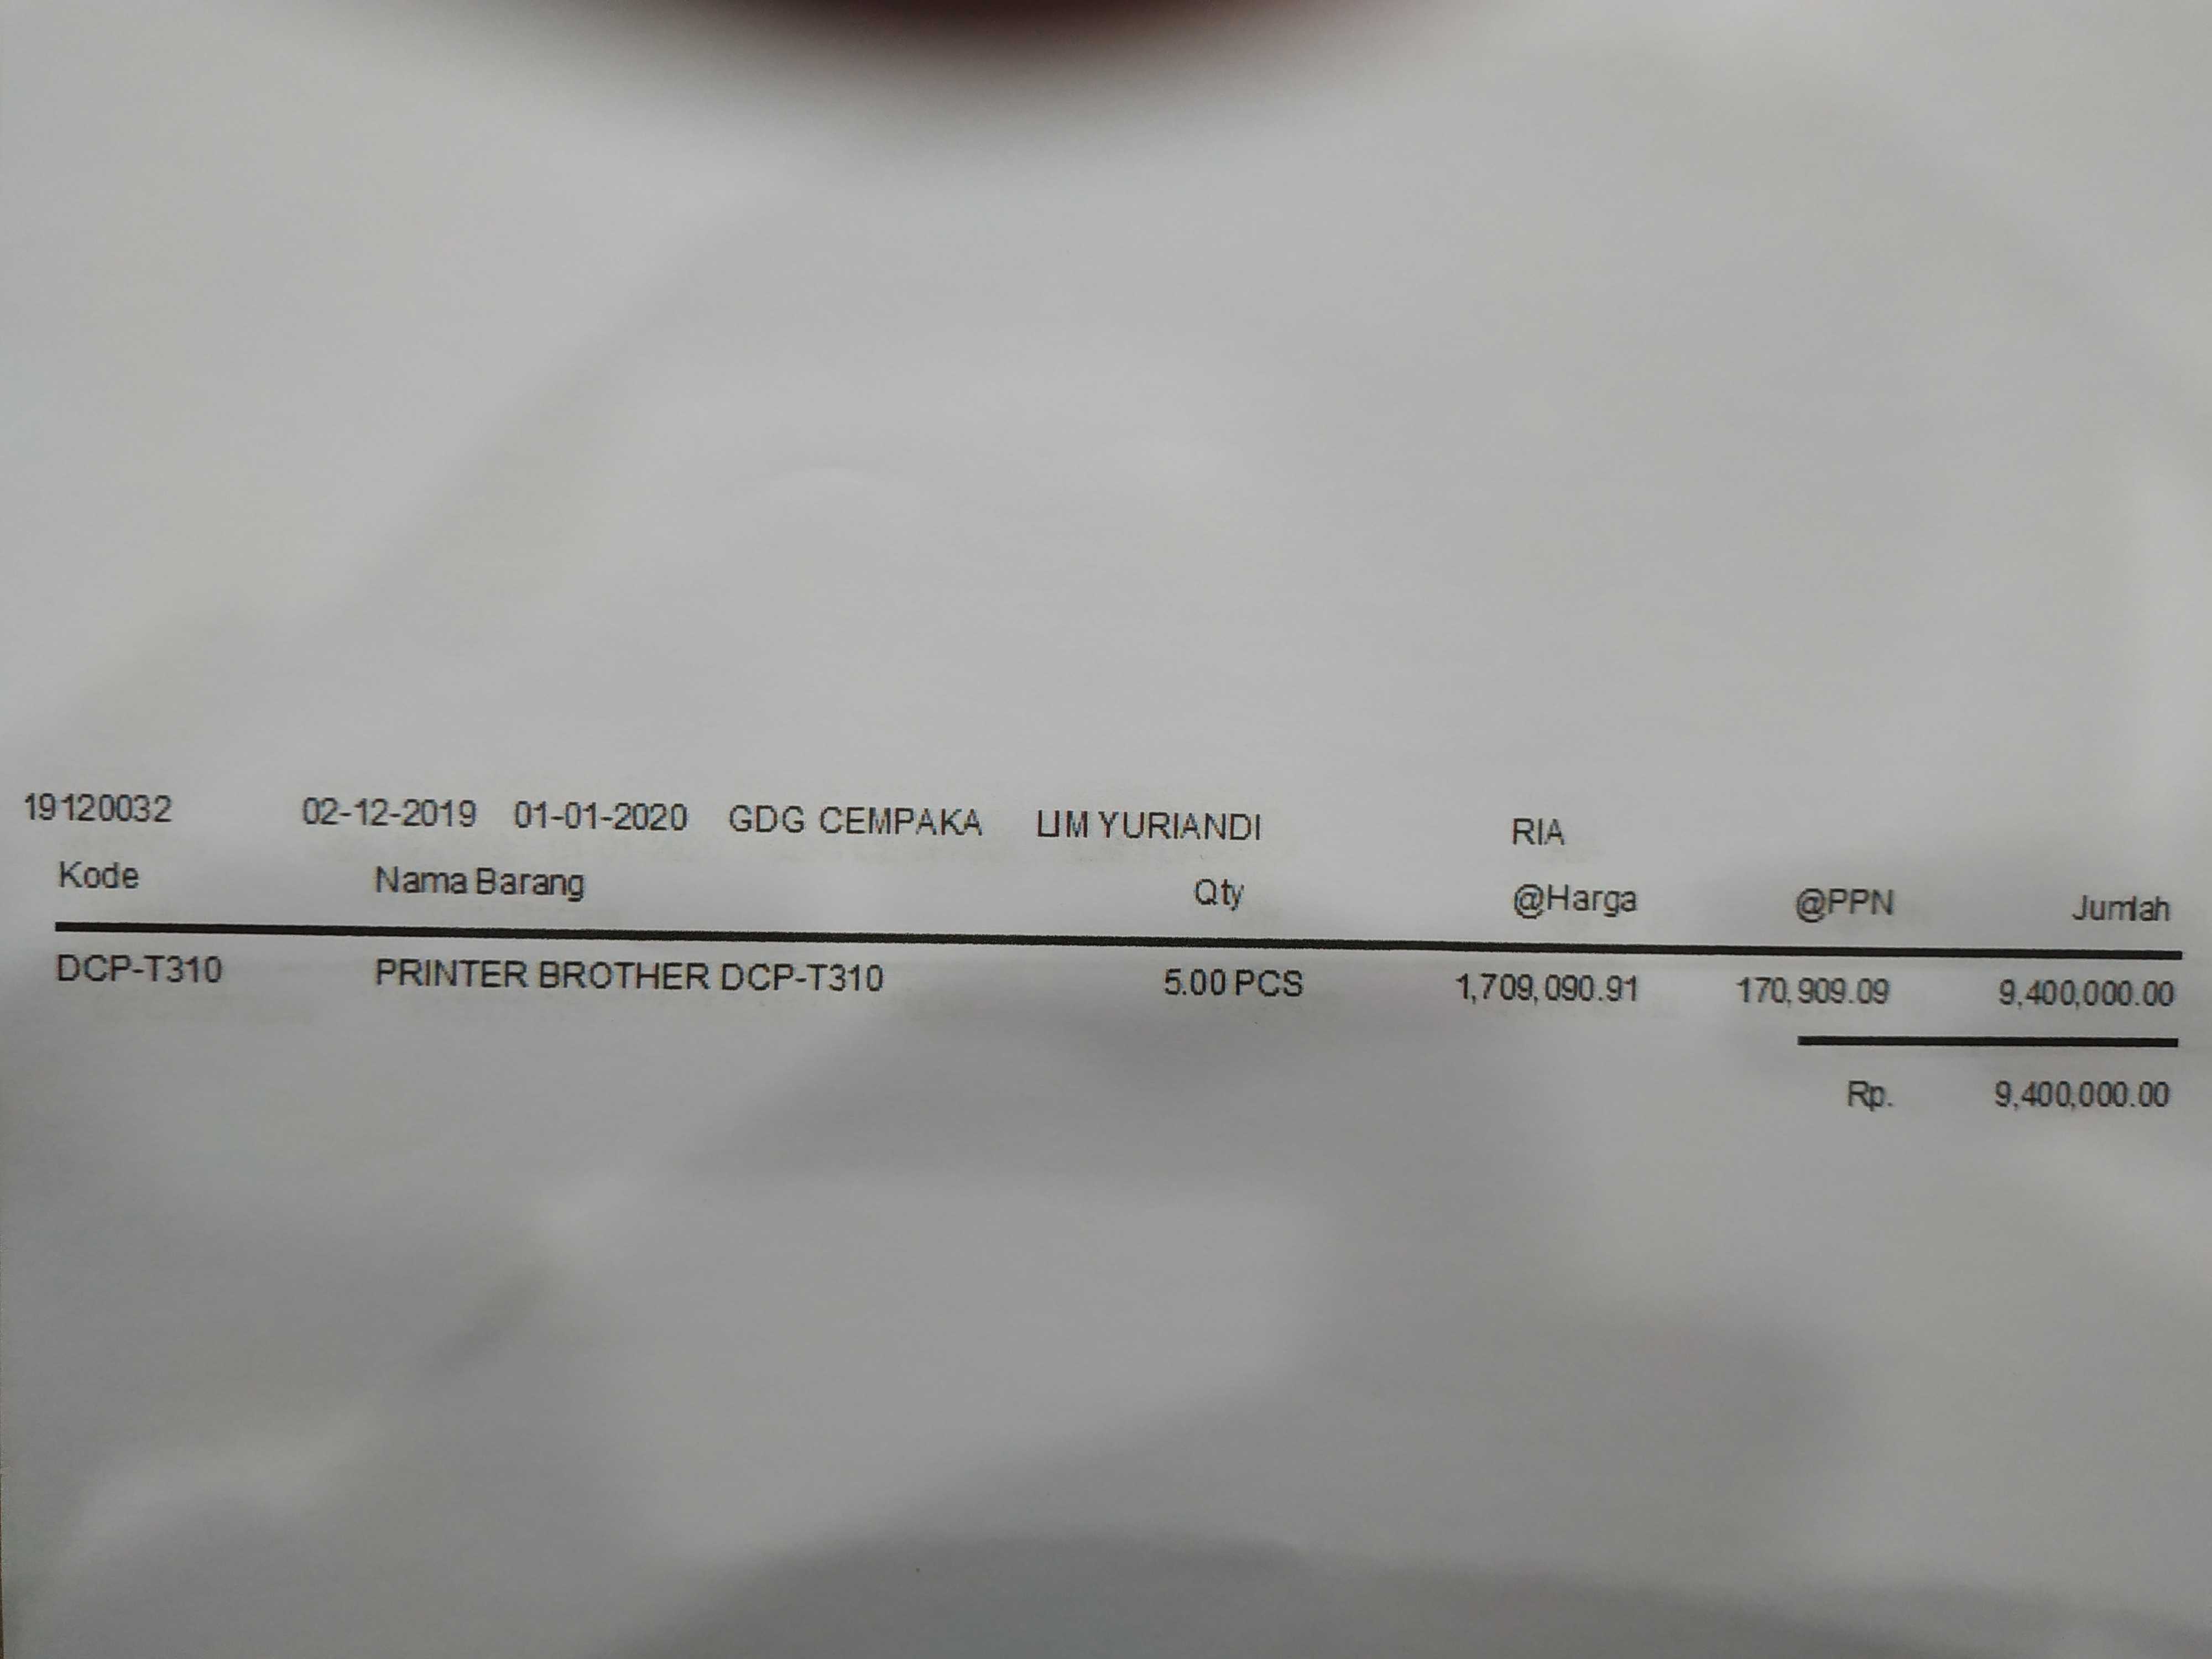 19120032 02-12-2019 01-01-2020 GDG CEMPAKA LIM YURIANDI RIA
Kode Nama Barang Qty @Harga @PPN Jumlah
DCP-T310 PRINTER BROTHER DCP-T310 5.00 PCS 1,709,090.91 170,909.09 9,400,000.00
Rp. 9,400,000.00